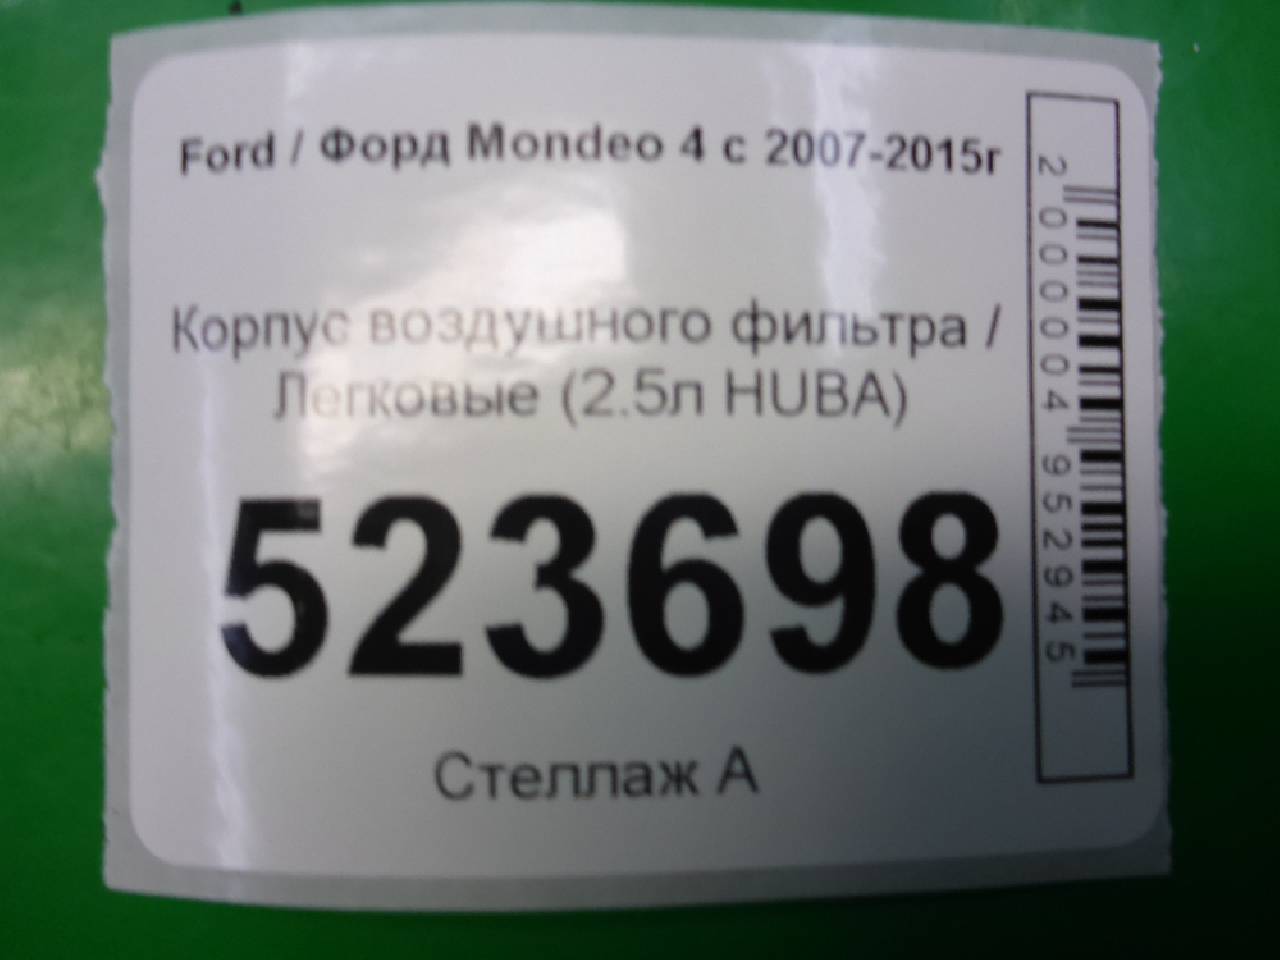 Ford / Форд Mondeo 4 с 2007-2015г
Корпус воздушного фильтра /
Легковые (2.5л HUBA)
523698
Стеллаж А
2000004952945